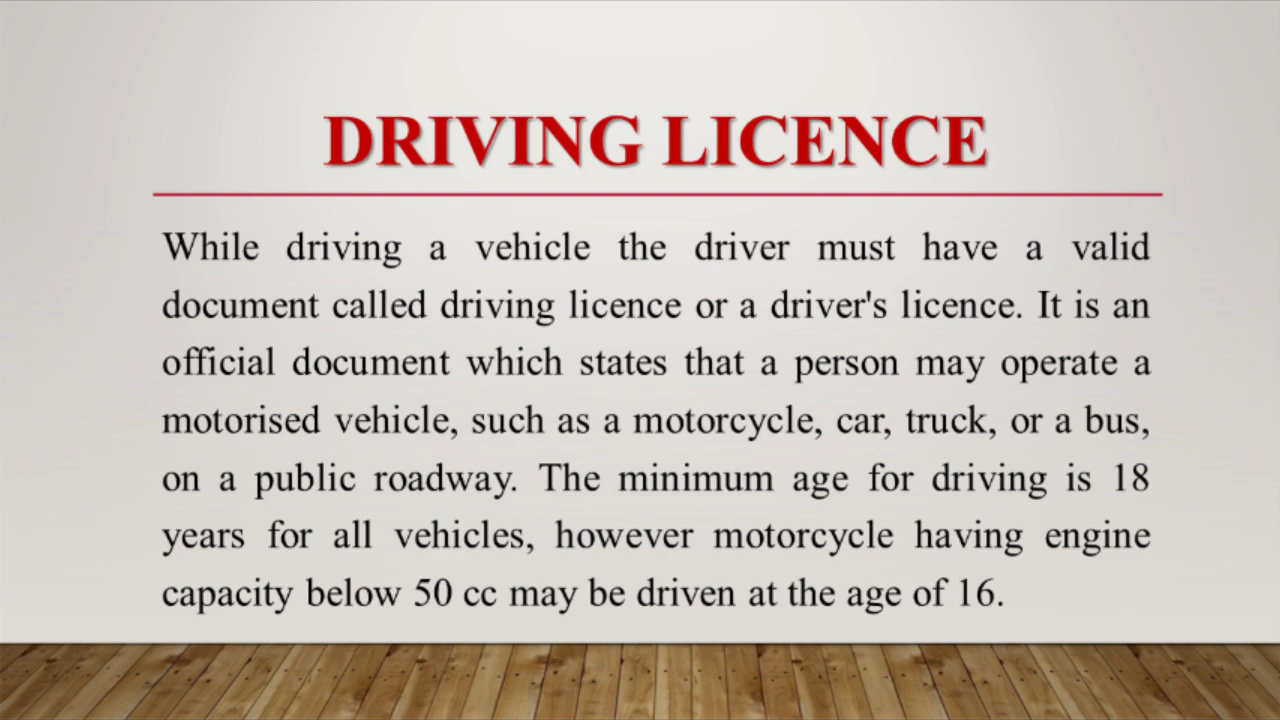 DRIVING LICENCE
While driving a vehicle the driver must have a valid
document called driving licence or a driver's licence. It is an
official document which states that a person may operate a
motorised vehicle, such as a motorcycle, car, truck, or a bus,
on a public roadway. The minimum age for driving is 18
years for all vehicles, however motorcycle having engine
capacity below 50 cc may be driven at the age of 16.